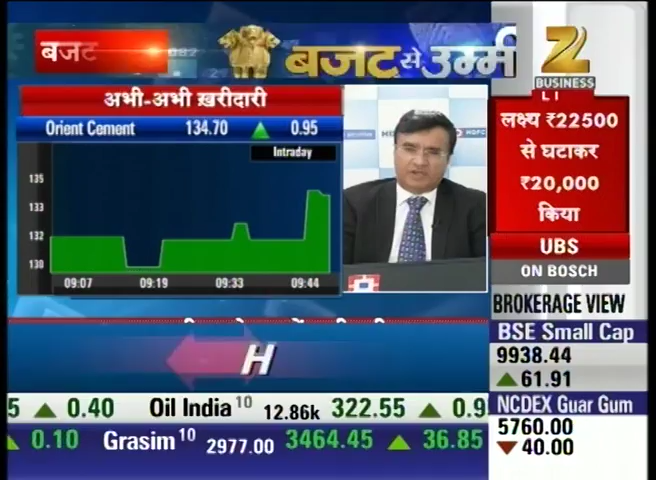 बजट
बजट से उम्मी
Z
BUSINESS
अभी-अभी ख़रीदारी
Orient Cement 134.70 ▲ 0.95
Intraday
135
133
132
130
09:07 09:19 09:33 09:44
HDFC
लक्ष्य ₹22500
से घटाकर
₹20,000
किया
UBS
ON BOSCH
BROKERAGE VIEW
BSE Small Cap
9938.44
▲ 61.91
NCDEX Guar Gum
5760.00
▼ 40.00
H
5 ▲ 0.40 Oil India 10 12.86k 322.55 ▲ 0.9
▲ 0.10 Grasim 10 2977.00 3464.45 ▲ 36.85